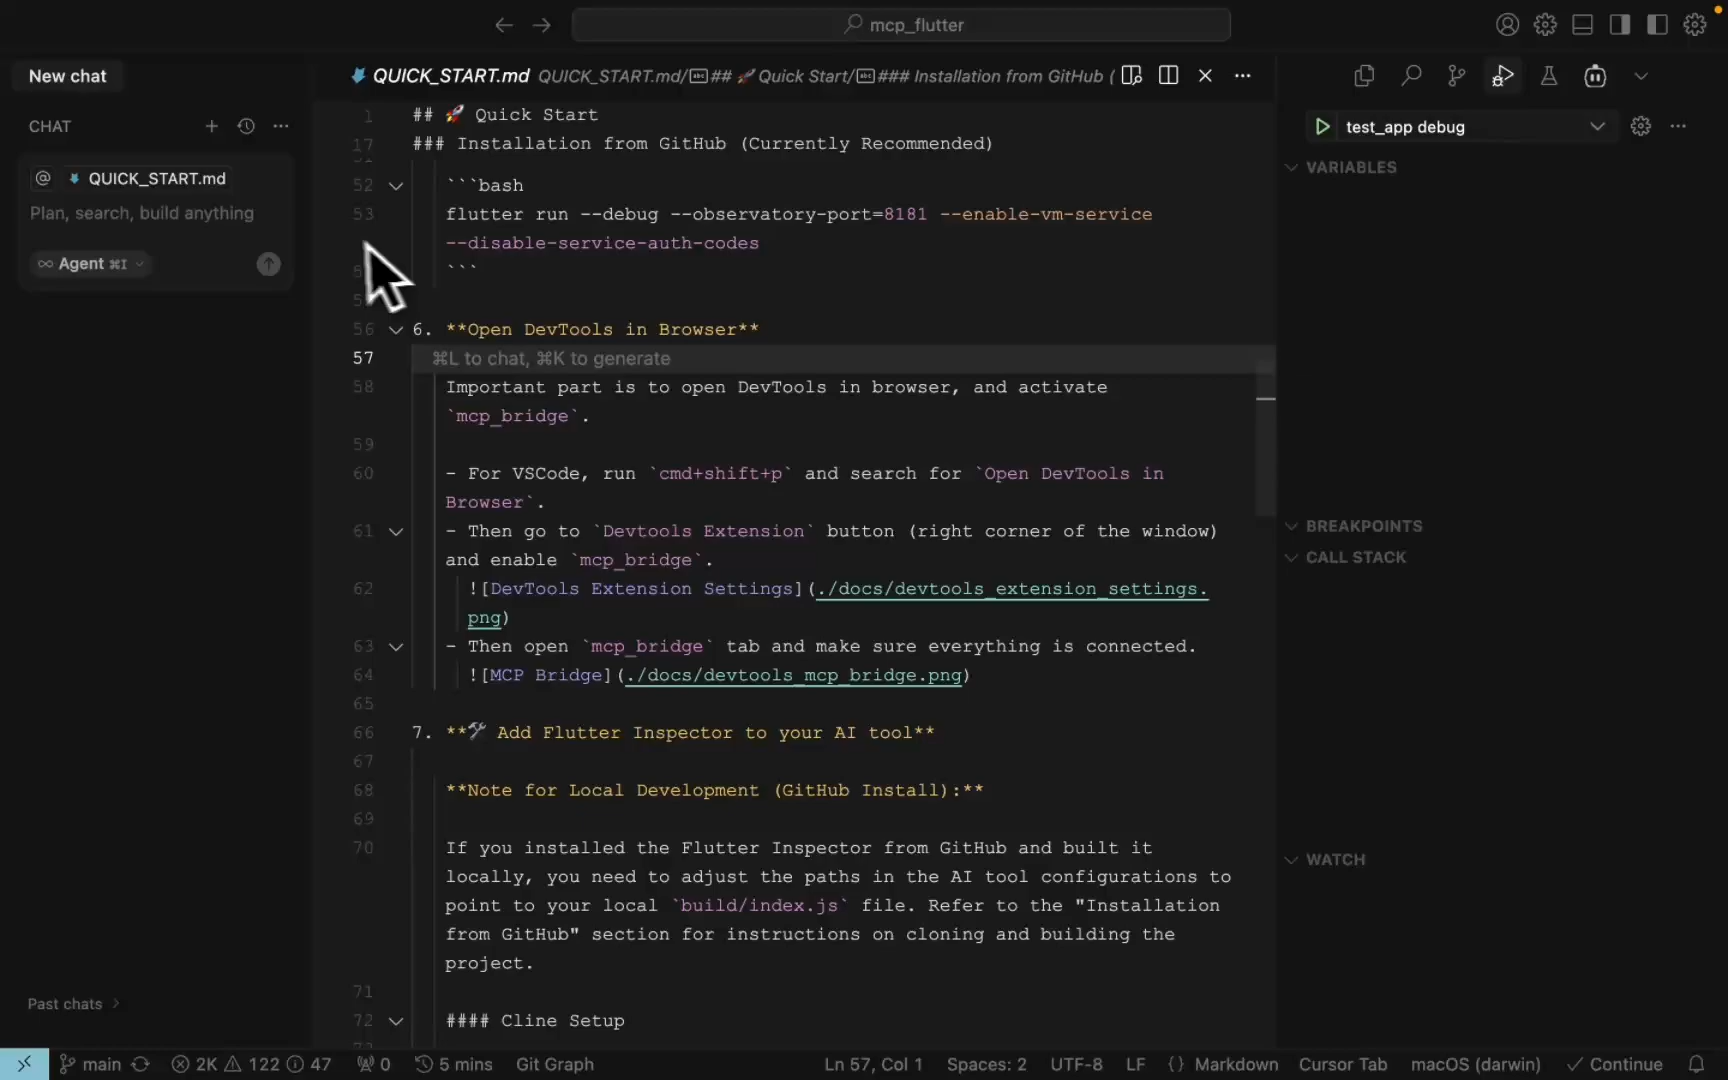 mcp_flutter
New chat
QUICK_START.md QUICK_START.md/ ## 🚀 Quick Start/ ### Installation from GitHub (
CHAT
@ QUICK_START.md
Plan, search, build anything
∞ Agent ⌘I
test_app debug
VARIABLES
BREAKPOINTS
CALL STACK
WATCH
1 ## 🚀 Quick Start
17 ### Installation from GitHub (Currently Recommended)
52 ```bash
53 flutter run --debug --observatory-port=8181 --enable-vm-service
--disable-service-auth-codes
```
56 6. **Open DevTools in Browser**
57 ⌘L to chat, ⌘K to generate
58 Important part is to open DevTools in browser, and activate
`mcp_bridge`.
59
60 - For VSCode, run `cmd+shift+p` and search for `Open DevTools in
Browser`.
61 - Then go to `Devtools Extension` button (right corner of the window)
and enable `mcp_bridge`.
62 ![DevTools Extension Settings](./docs/devtools_extension_settings.
png)
63 - Then open `mcp_bridge` tab and make sure everything is connected.
64 ![MCP Bridge](./docs/devtools_mcp_bridge.png)
65
66 7. **🛠 Add Flutter Inspector to your AI tool**
67
68 **Note for Local Development (GitHub Install):**
69
70 If you installed the Flutter Inspector from GitHub and built it
locally, you need to adjust the paths in the AI tool configurations to
point to your local `build/index.js` file. Refer to the "Installation
from GitHub" section for instructions on cloning and building the
project.
71
72 #### Cline Setup
Past chats
main 2K 122 47 0 5 mins Git Graph Ln 57, Col 1 Spaces: 2 UTF-8 LF {} Markdown Cursor Tab macOS (darwin) ✓ Continue